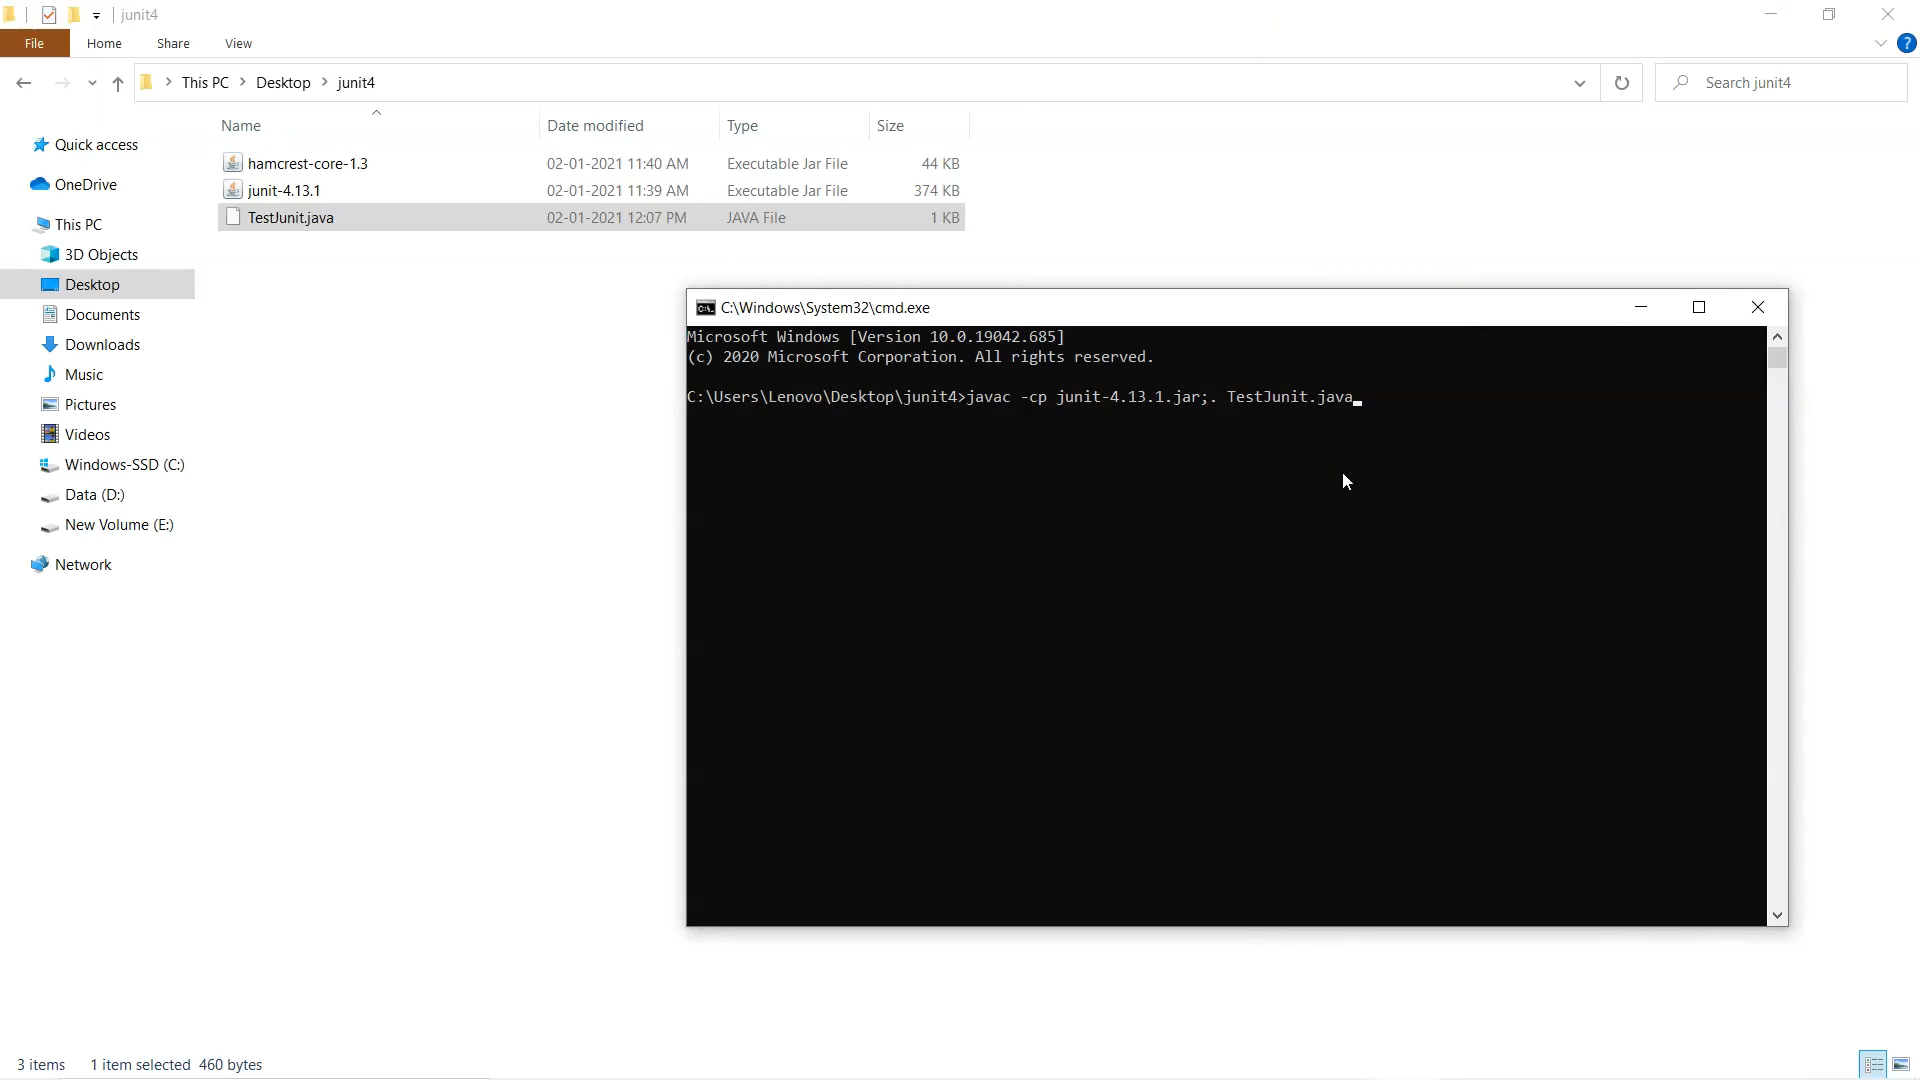 junit4
File Home Share View
This PC > Desktop > junit4
Search junit4
Name Date modified Type Size
hamcrest-core-1.3 02-01-2021 11:40 AM Executable Jar File 44 KB
junit-4.13.1 02-01-2021 11:39 AM Executable Jar File 374 KB
TestJunit.java 02-01-2021 12:07 PM JAVA File 1 KB
Quick access
OneDrive
This PC
3D Objects
Desktop
Documents
Downloads
Music
Pictures
Videos
Windows-SSD (C:)
Data (D:)
New Volume (E:)
Network
C:\Windows\System32\cmd.exe
Microsoft Windows [Version 10.0.19042.685]
(c) 2020 Microsoft Corporation. All rights reserved.
C:\Users\Lenovo\Desktop\junit4>javac -cp junit-4.13.1.jar;. TestJunit.java
3 items 1 item selected 460 bytes